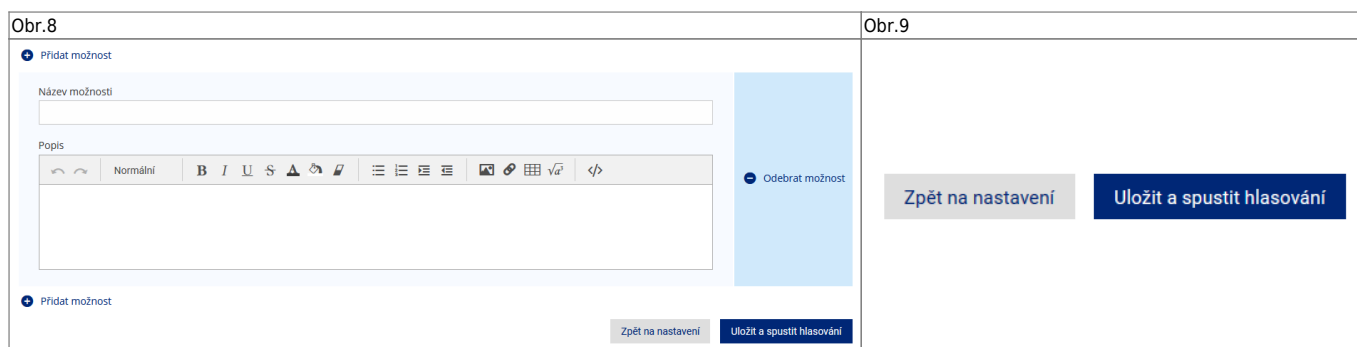 Obr.8
Obr.9
Přidat možnost
Název možnosti
Popis
Normální B I U S A
Odebrat možnost
Přidat možnost
Zpět na nastavení Uložit a spustit hlasování
Zpět na nastavení Uložit a spustit hlasování